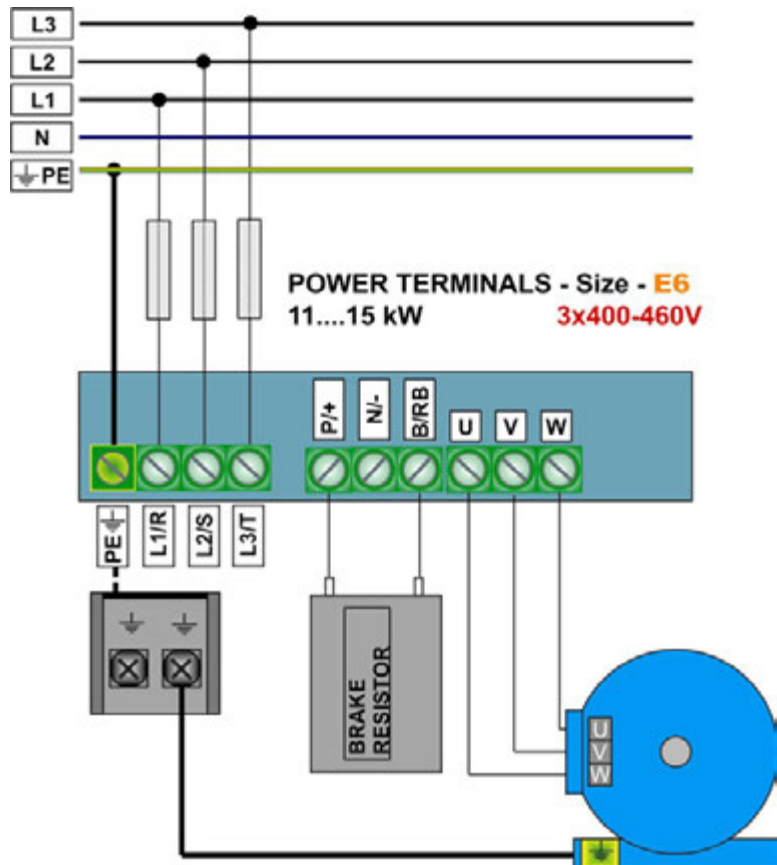 L3
L2
L1
N
PE
POWER TERMINALS - Size - E6
11....15 kW 3x400-460V
P/+
N/-
B/RB
U
V
W
PE
L1/R
L2/S
L3/T
BRAKE
RESISTOR
U
V
W